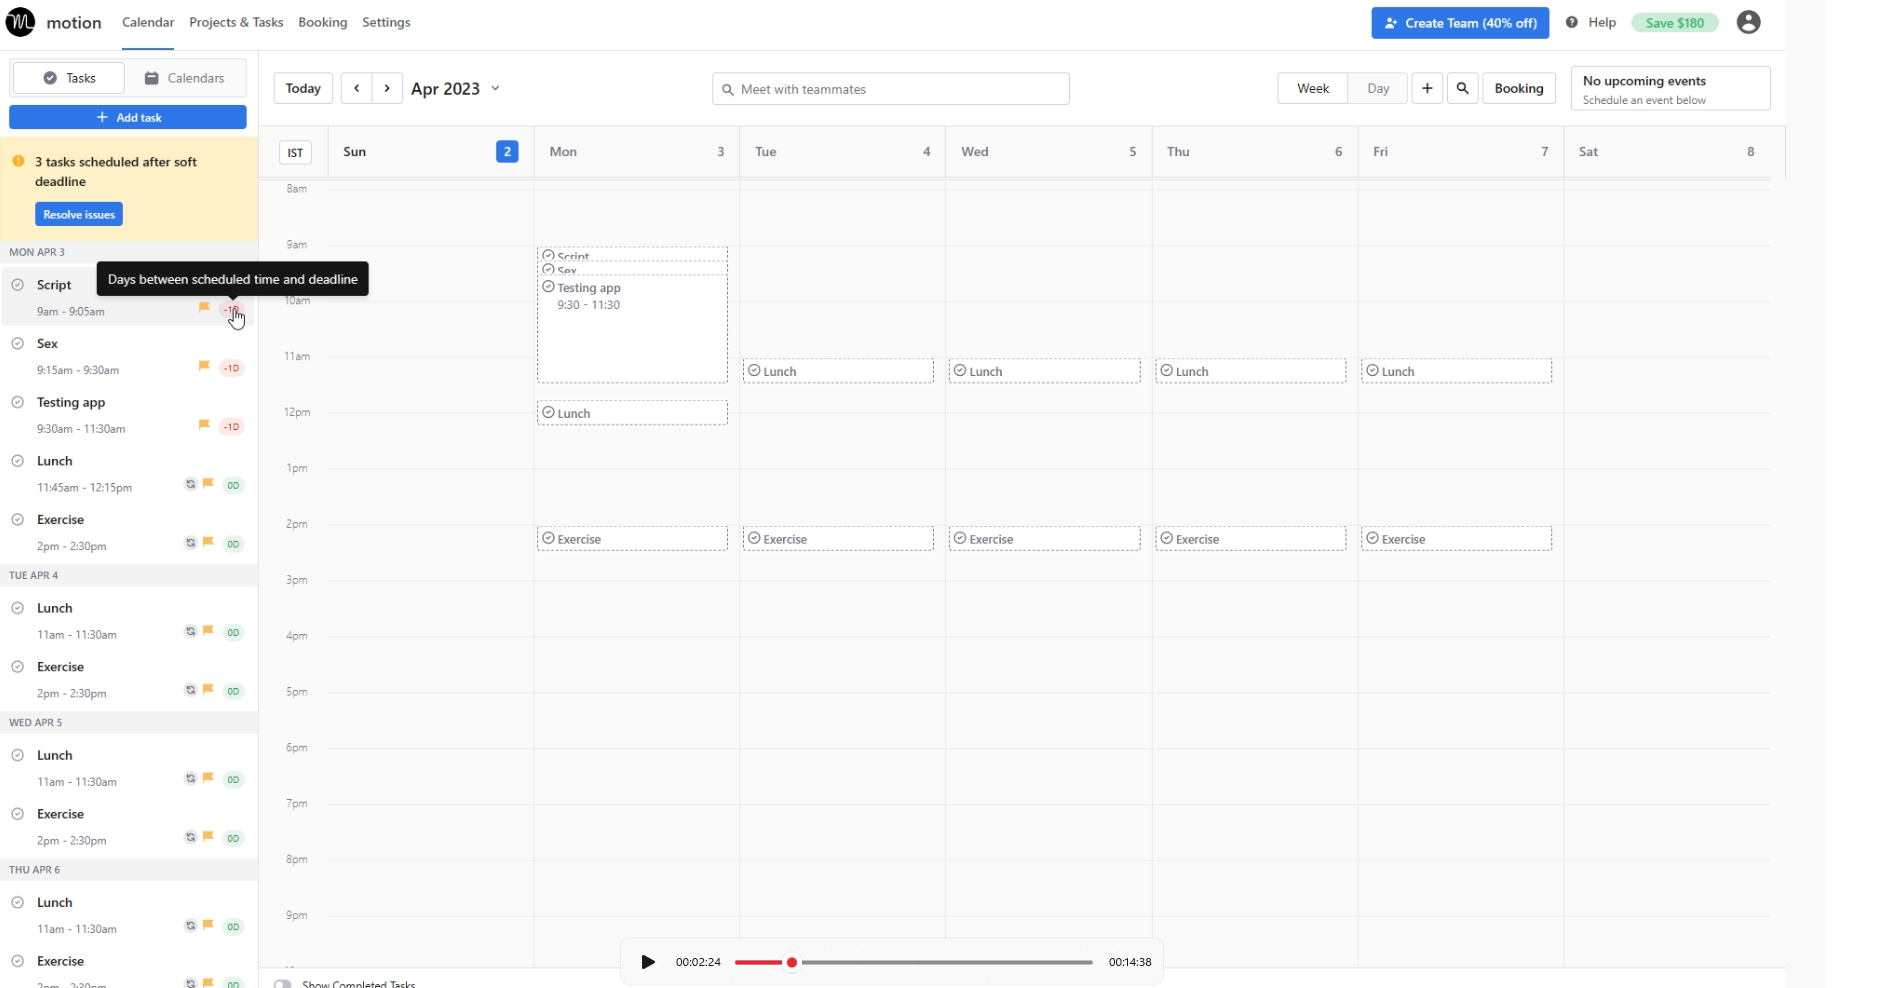 motion
Calendar
Projects & Tasks
Booking
Settings
Create Team (40% off)
Help
Save $180
Tasks
Calendars
Add task
3 tasks scheduled after soft
deadline
Resolve issues
Today
Apr 2023
Meet with teammates
Week
Day
Booking
No upcoming events
Schedule an event below
IST
Sun 2
Mon 3
Tue 4
Wed 5
Thu 6
Fri 7
Sat 8
MON APR 3
Days between scheduled time and deadline
Script
9am - 9:05am
Sex
9:15am - 9:30am -1D
Testing app
9:30am - 11:30am -1D
Lunch
11:45am - 12:15pm 0D
Exercise
2pm - 2:30pm 0D
TUE APR 4
Lunch
11am - 11:30am 0D
Exercise
2pm - 2:30pm 0D
WED APR 5
Lunch
11am - 11:30am 0D
Exercise
2pm - 2:30pm 0D
THU APR 6
Lunch
11am - 11:30am 0D
Exercise
2pm - 2:30pm 0D
8am
9am
10am
11am
12pm
1pm
2pm
3pm
4pm
5pm
6pm
7pm
8pm
9pm
Script
Sex
Testing app
9:30 - 11:30
Lunch
Lunch
Lunch
Lunch
Lunch
Exercise
Exercise
Exercise
Exercise
Exercise
00:02:24
00:14:38
Show Completed Tasks